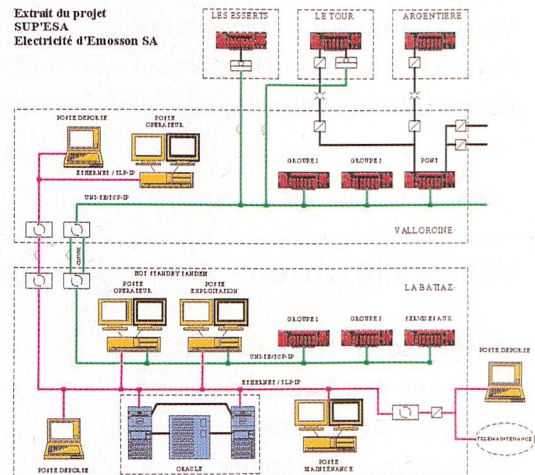 Extrait du projet
SUP'ESA
Electricité d'Emosson SA
LES ESSERTS
LE TOUR
ARGENTIERE
POSTE DEPORTE
POSTE
OPERATEUR
ETHERNET / ILP-IP
GROUPE 1
GROUPE 2
PONT
UNI-TE/TCP-IP
VALLORCINE
HOT STANDBY TANDEM
POSTE
OPERATEUR
POSTE
EXPLOITATION
LA BATIAZ
GROUPE 1
GROUPE 2
SERVICES AUX.
UNI-TE/TCP-IP
ETHERNET / ILP-IP
POSTE DEPORTE
POSTE DEPORTE
ORACLE
POSTE
MAINTENANCE
TELEMAINTENANCE